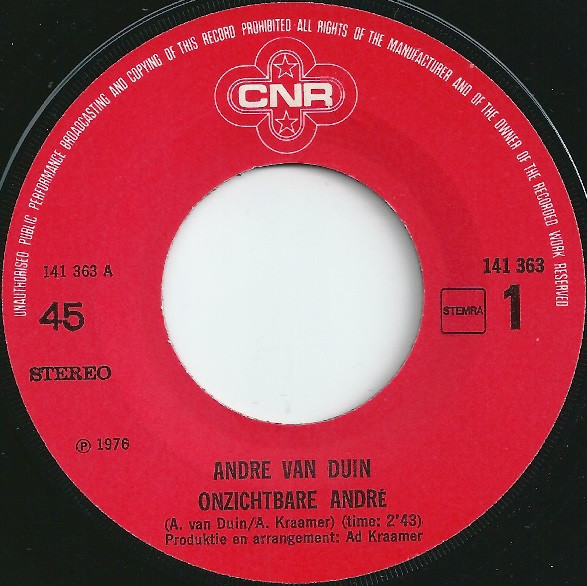 UNAUTHORISED PUBLIC PERFORMANCE BROADCASTING AND COPYING OF THIS RECORD PROHIBITED ALL RIGHTS OF THE MANUFACTURER AND OF THE OWNER OF THE RECORDED WORK RESERVED
CNR
141 363 A
141 363
45
STEMRA
1
STEREO
℗ 1976
ANDRE VAN DUIN
ONZICHTBARE ANDRÉ
(A. van Duin/A. Kraamer) (time: 2'43)
Produktie en arrangement: Ad Kraamer